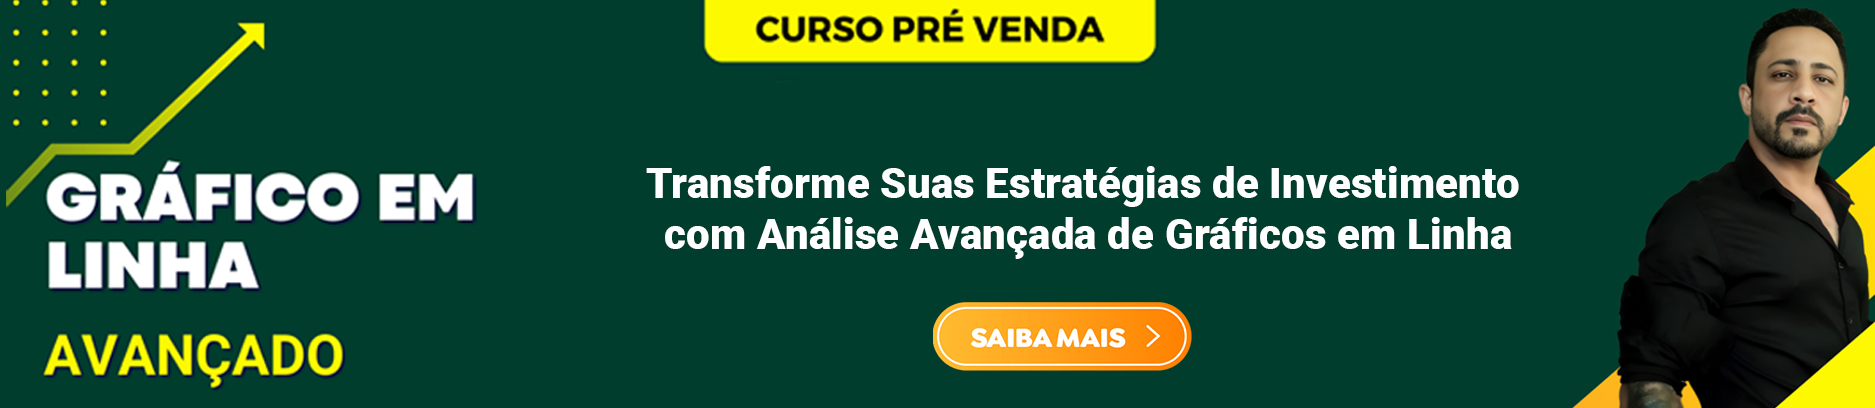 CURSO PRÉ VENDA
GRÁFICO EM
LINHA
AVANÇADO
Transforme Suas Estratégias de Investimento
com Análise Avançada de Gráficos em Linha
SAIBA MAIS